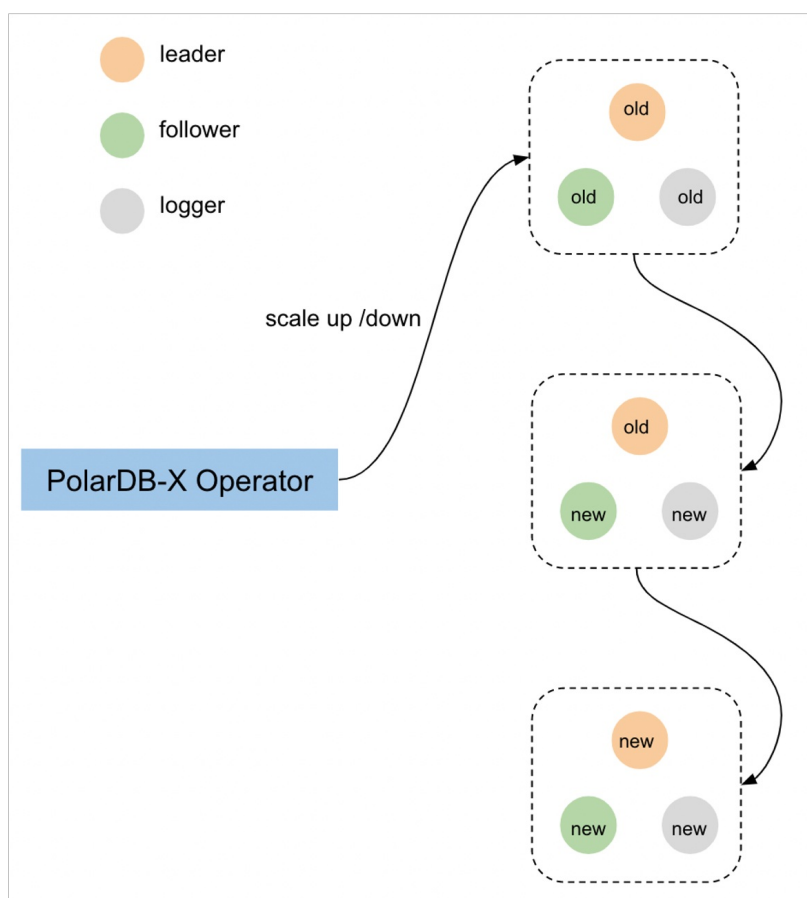 leader
follower
logger
old
old old
scale up /down
old
PolarDB-X Operator
new new
new
new new